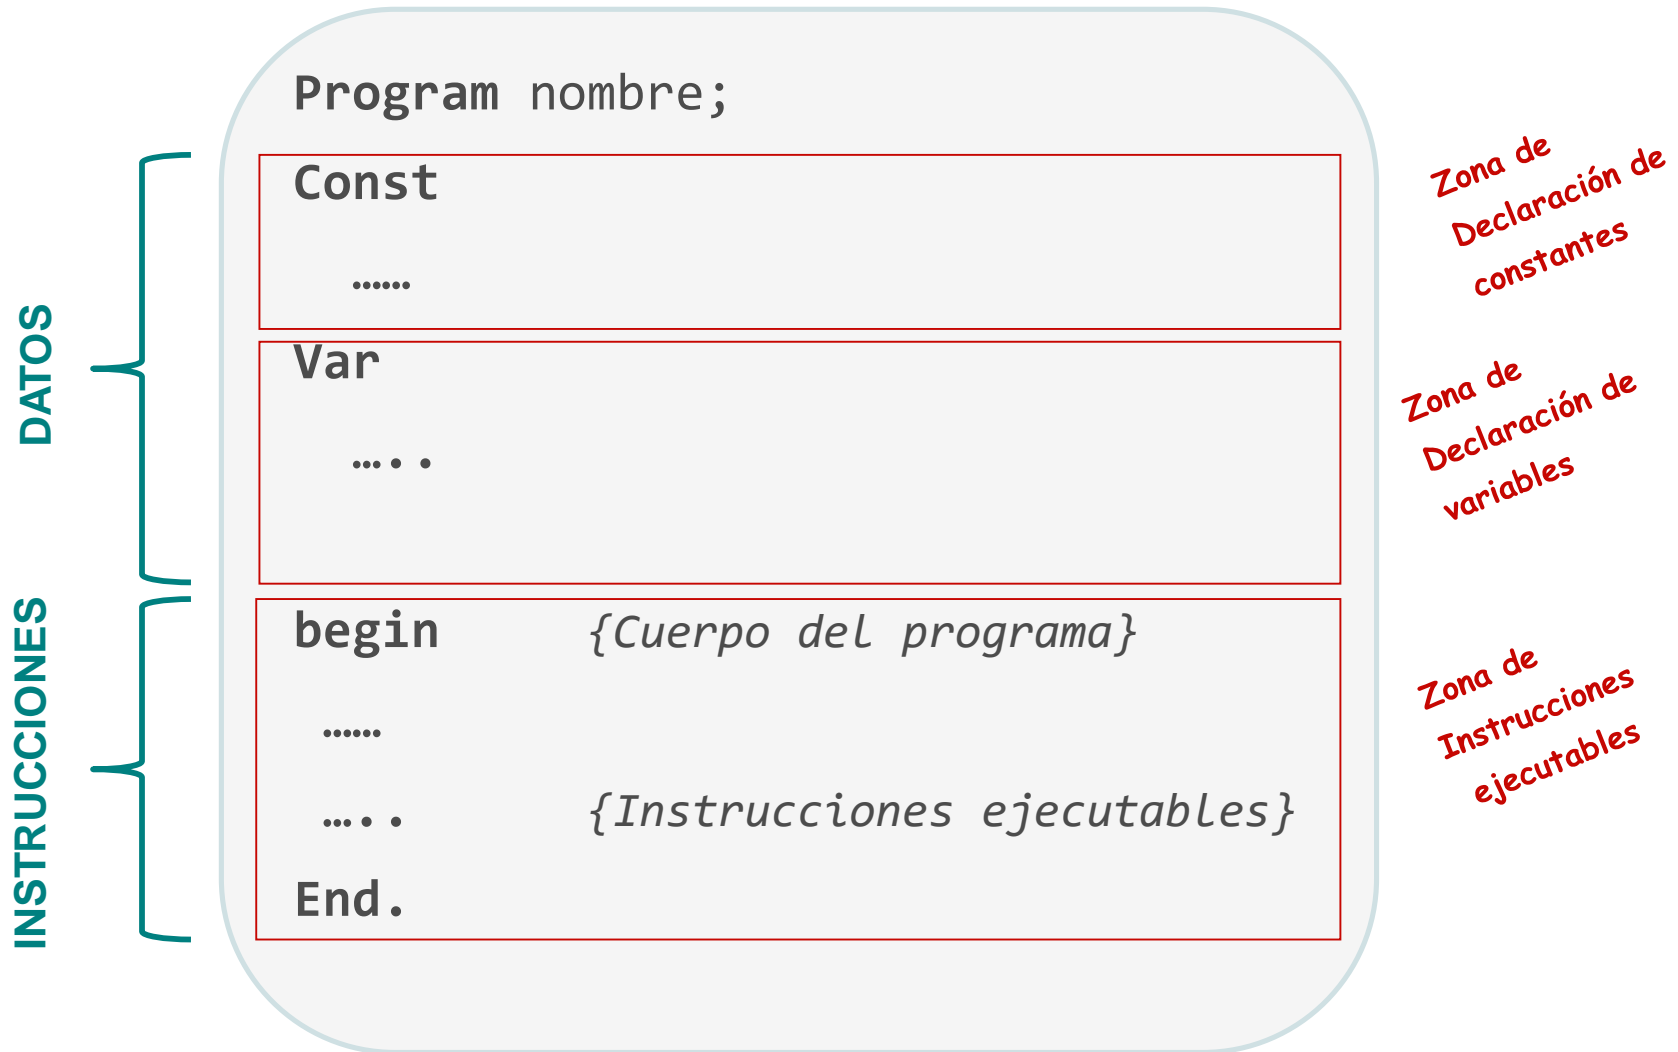 Program nombre;
Const
……
Var
…..
begin {Cuerpo del programa}
……
….. {Instrucciones ejecutables}
End.
DATOS
INSTRUCCIONES
Zona de
Declaración de
constantes
Zona de
Declaración de
variables
Zona de
Instrucciones
ejecutables